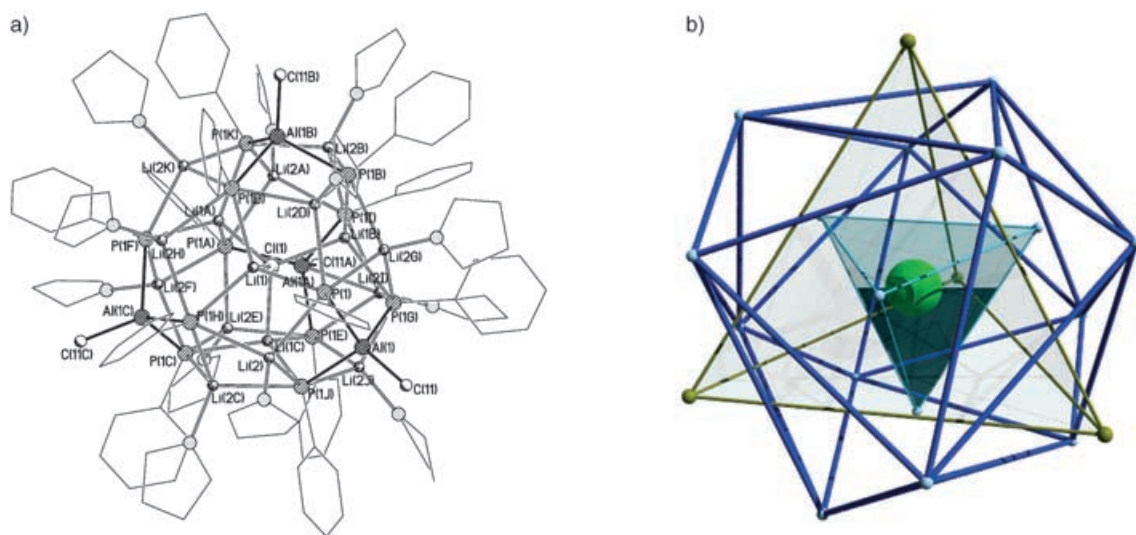 a)
b)
C(11B)
Al(1B)
P(1K)
Li(2B)
Li(2K)
Li(2A)
P(1B)
Li(2D)
Li(1A)
P(1D)
P(1F)
Li(2H)
P(1A)
Cl(1)
Li(1B)
Li(2G)
C(11A)
Al(1A)
Li(1)
Li(2F)
P(1)
Li(2I)
P(1G)
Al(1C)
P(1H)
Li(2E)
P(1E)
C(11C)
P(1C)
Li(1C)
Al(1)
Li(2)
Li(2J)
Li(2C)
P(1J)
C(11)